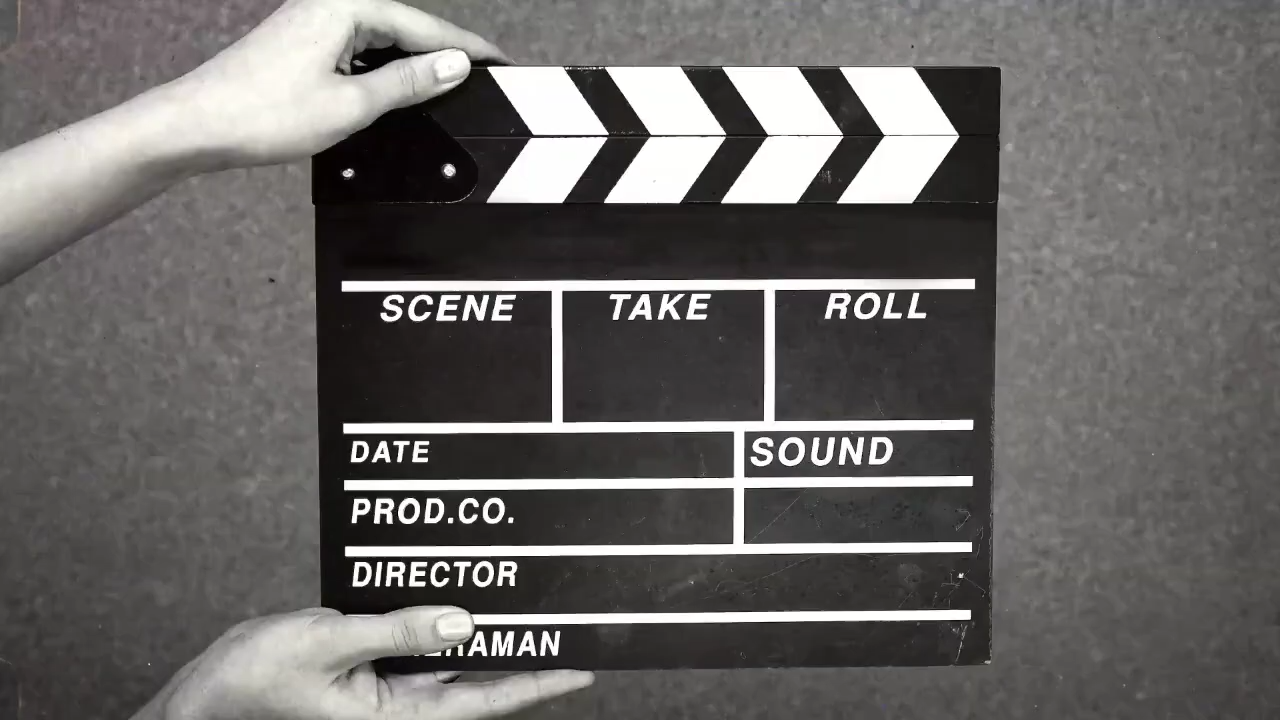 SCENE TAKE ROLL
DATE SOUND
PROD.CO.
DIRECTOR